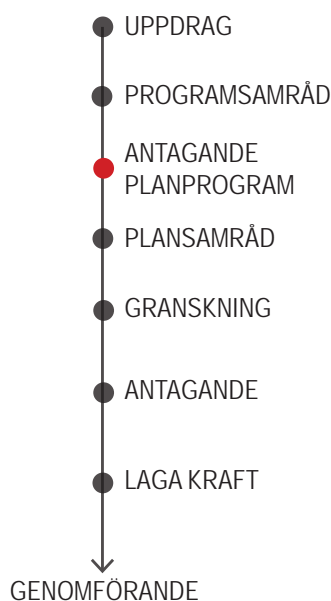 UPPDRAG
PROGRAMSAMRÅD
ANTAGANDE
PLANPROGRAM
PLANSAMRÅD
GRANSKNING
ANTAGANDE
LAGA KRAFT
GENOMFÖRANDE